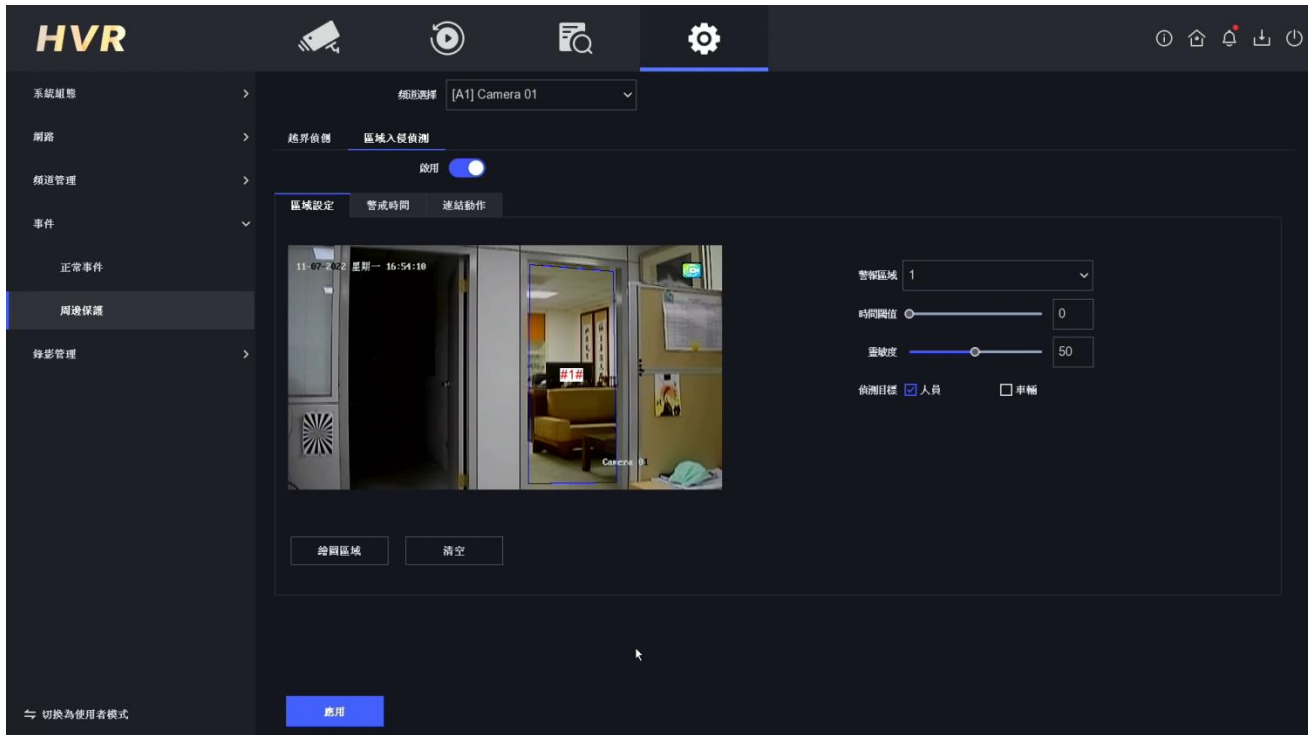 HVR
系統組態
網路
頻道管理
事件
正常事件
周邊保護
錄影管理
切換為使用者模式
頻道選擇 [A1] Camera 01
越界偵測 區域入侵偵測
啟用
區域設定 警戒時間 連結動作
11-07-2022 星期一 16:54:10
#1#
Camera 01
繪圖區域 清空
警報區域 1
時間閾值 0
靈敏度 50
偵測目標 人員 車輛
應用